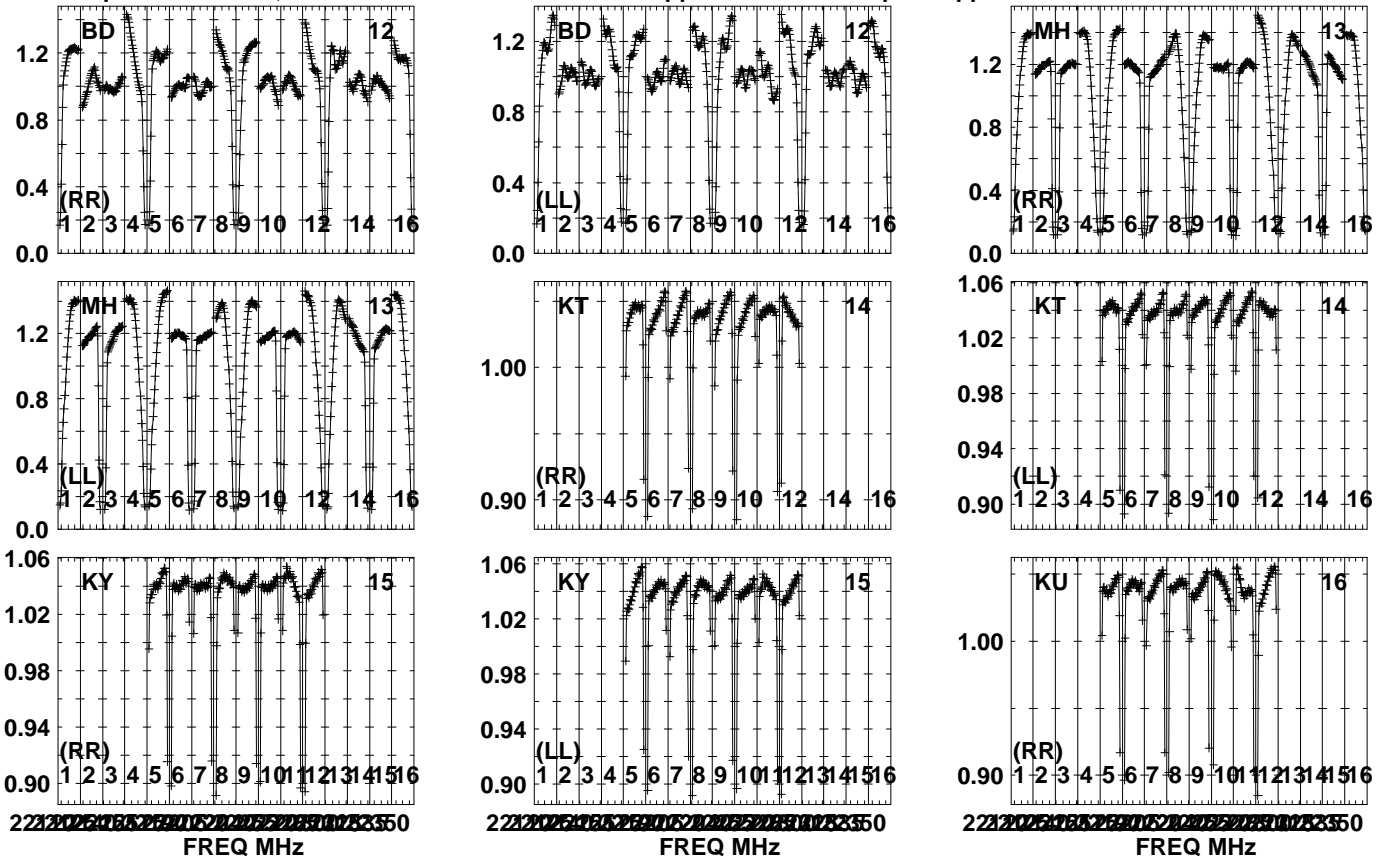 BD 12
1.2
0.8
0.4
0.0
(RR)
1 2 3 4 5 6 7 8 9 10 12 14 16
BD 12
1.2
0.8
0.4
0.0
(LL)
1 2 3 4 5 6 7 8 9 10 12 14 16
MH 13
1.2
0.8
0.4
0.0
(RR)
1 2 3 4 5 6 7 8 9 10 12 14 16
MH 13
1.2
0.8
0.4
0.0
(LL)
1 2 3 4 5 6 7 8 9 10 12 14 16
KT 14
1.00
0.90
(RR)
1 2 3 4 5 6 7 8 9 10 12 14 16
KT 14
1.06
1.02
0.98
0.94
0.90
(LL)
1 2 3 4 5 6 7 8 9 10 12 14 16
KY 15
1.06
1.02
0.98
0.94
0.90
(RR)
1 2 3 4 5 6 7 8 9 10 11 12 13 14 15 16
FREQ MHz
KY 15
1.06
1.02
0.98
0.94
0.90
(LL)
1 2 3 4 5 6 7 8 9 10 11 12 13 14 15 16
FREQ MHz
KU 16
1.00
0.90
(RR)
1 2 3 4 5 6 7 8 9 10 11 12 13 14 15 16
FREQ MHz